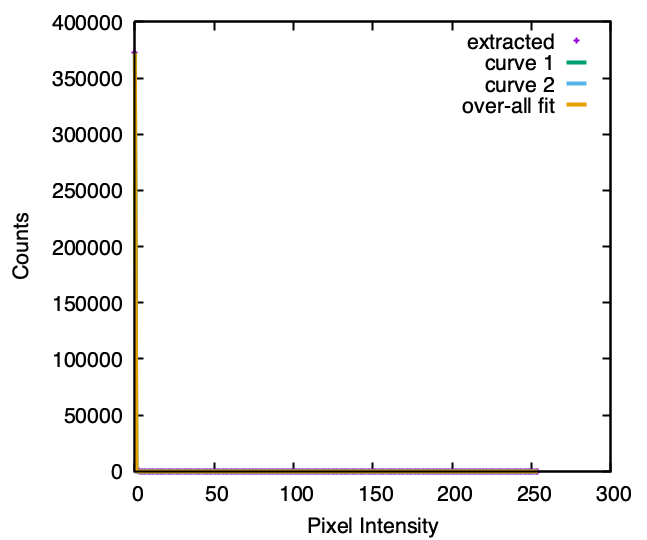 400000
350000
300000
250000
200000
150000
100000
50000
0
Counts
extracted
curve 1
curve 2
over-all fit
0 50 100 150 200 250 300
Pixel Intensity